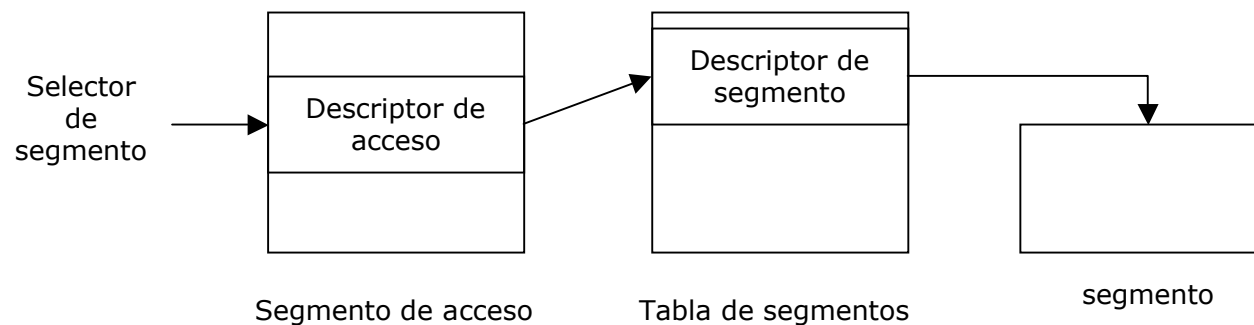 Selector
de
segmento
Descriptor de
acceso
Descriptor de
segmento
Segmento de acceso
Tabla de segmentos
segmento